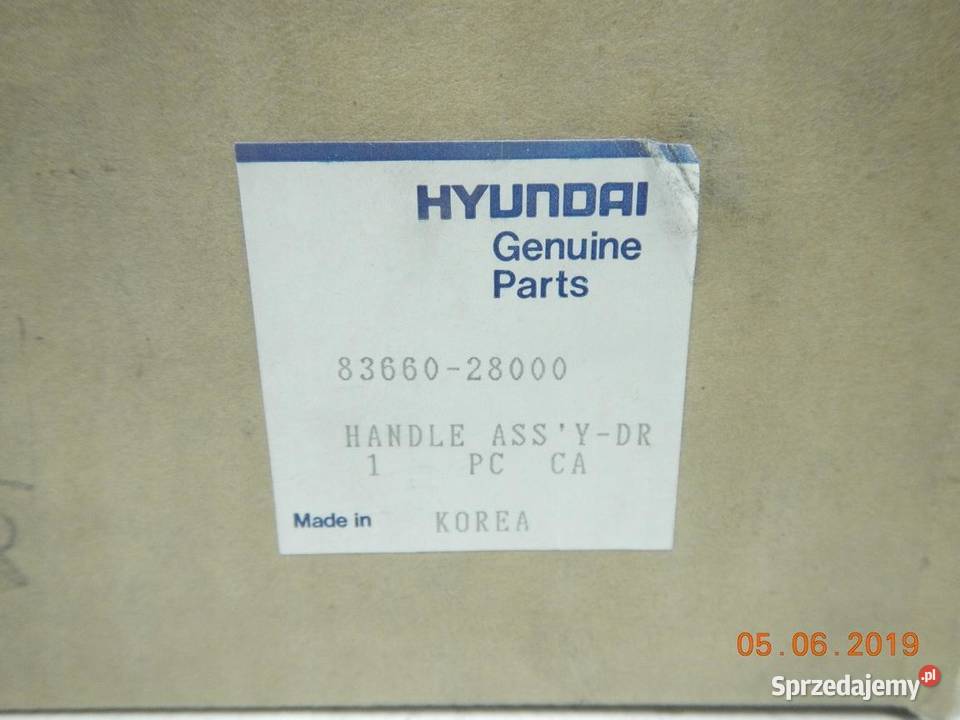 HYUNDAI
Genuine
Parts
83660-28000
HANDLE ASS'Y-DR
1 PC CA
Made in KOREA
05.06.2019
Sprzedajemy.pl